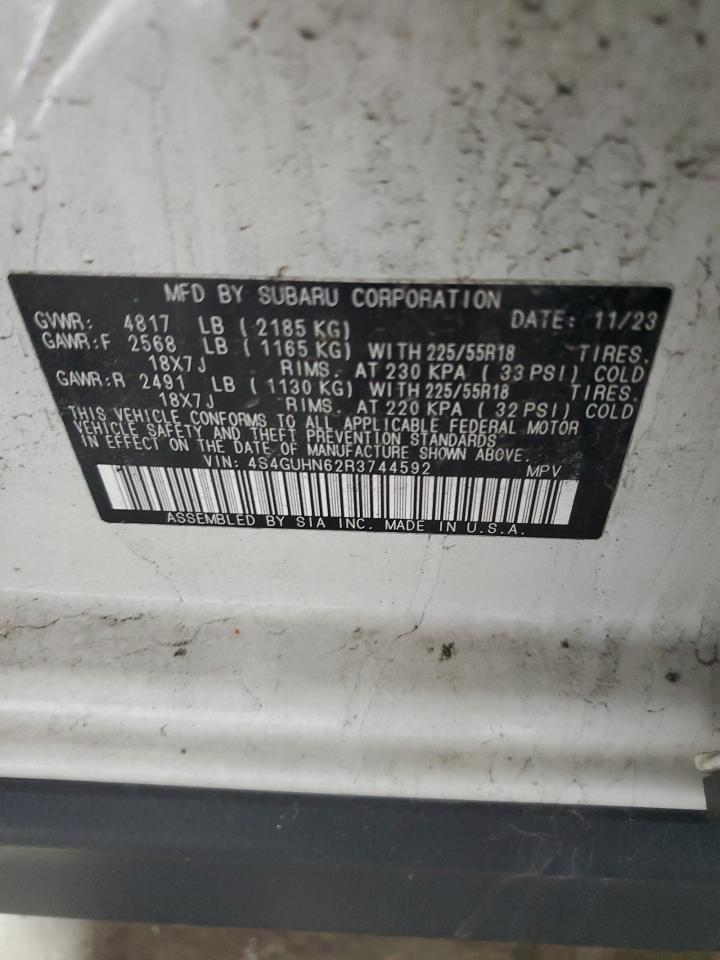 MFD BY SUBARU CORPORATION DATE: 11/23
GVWR: 4817 LB (2185 KG)
GAWR:F 2568 LB (1165 KG) WITH 225/55R18 TIRES.
18X7J RIMS. AT 230 KPA (33 PSI) COLD
GAWR:R 2491 LB (1130 KG) WITH 225/55R18 TIRES.
18X7J RIMS. AT 220 KPA (32 PSI) COLD
THIS VEHICLE CONFORMS TO ALL APPLICABLE FEDERAL MOTOR
VEHICLE SAFETY AND THEFT PREVENTION STANDARDS
IN EFFECT ON THE DATE OF MANUFACTURE SHOWN ABOVE.
VIN: 4S4GUHN62R3744592 MPV
ASSEMBLED BY SIA INC. MADE IN U.S.A.